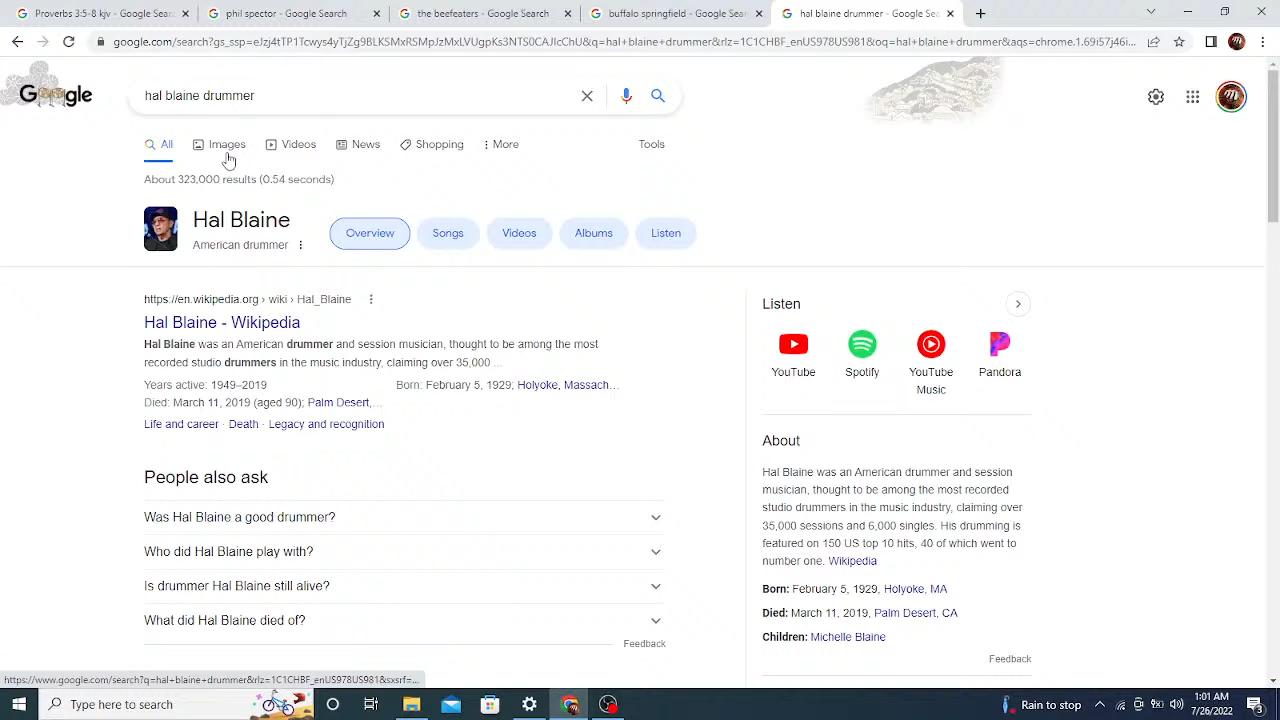 Proverbs 3:5-8 kjv - Google Search
phil spector - Google Search
the beefeaters - Google Search
buffalo springfield - Google Search
hal blaine drummer - Google Search
google.com/search?gs_ssp=eJzj4tTP1Tcwys4yTjZg9BLKSMxRSMpJzMxLVUgpKs3NTS0CAJlcChU&q=hal+blaine+drummer&rlz=1C1CHBF_enUS978US981&oq=hal+blaine+drummer&aqs=chrome.1.69i57j46i...
Google
hal blaine drummer
All Images Videos News Shopping More Tools
About 323,000 results (0.54 seconds)
Hal Blaine
American drummer
Overview Songs Videos Albums Listen
https://en.wikipedia.org › wiki › Hal_Blaine
Hal Blaine - Wikipedia
Hal Blaine was an American drummer and session musician, thought to be among the most
recorded studio drummers in the music industry, claiming over 35,000 ...
Years active: 1949–2019 Born: February 5, 1929; Holyoke, Massach...
Died: March 11, 2019 (aged 90); Palm Desert,...
Life and career · Death · Legacy and recognition
People also ask
Was Hal Blaine a good drummer?
Who did Hal Blaine play with?
Is drummer Hal Blaine still alive?
What did Hal Blaine died of?
Feedback
Listen
YouTube Spotify YouTube Music Pandora
About
Hal Blaine was an American drummer and session
musician, thought to be among the most recorded
studio drummers in the music industry, claiming over
35,000 sessions and 6,000 singles. His drumming is
featured on 150 US top 10 hits, 40 of which went to
number one. Wikipedia
Born: February 5, 1929, Holyoke, MA
Died: March 11, 2019, Palm Desert, CA
Children: Michelle Blaine
Feedback
https://www.google.com/search?q=hal+blaine+drummer&rlz=1C1CHBF_enUS978US981&sxsrf=...
Type here to search
Rain to stop
1:01 AM
7/26/2022